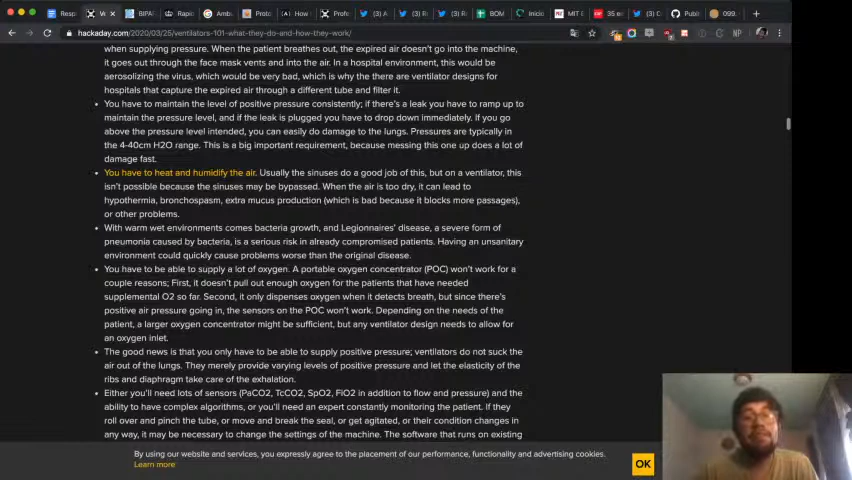 Resp
V
BIPA
Rapid
Amb
Proto
How
Profe
(3) A
(3) R
(3) R
BOM
Inicio
MIT E
35 e
(3) C
Publi
099.
hackaday.com/2020/03/25/ventilators-101-what-they-do-and-how-they-work/
when supplying pressure. When the patient breathes out, the expired air doesn't go into the machine,
it goes out through the face mask vents and into the air. In a hospital environment, this would be
aerosolizing the virus, which would be very bad, which is why the there are ventilator designs for
hospitals that capture the expired air through a different tube and filter it.
• You have to maintain the level of positive pressure consistently; if there's a leak you have to ramp up to
maintain the pressure level, and if the leak is plugged you have to drop down immediately. If you go
above the pressure level intended, you can easily do damage to the lungs. Pressures are typically in
the 4-40cm H2O range. This is a big important requirement, because messing this one up does a lot of
damage fast.
• You have to heat and humidify the air. Usually the sinuses do a good job of this, but on a ventilator, this
isn't possible because the sinuses may be bypassed. When the air is too dry, it can lead to
hypothermia, bronchospasm, extra mucus production (which is bad because it blocks more passages),
or other problems.
• With warm wet environments comes bacteria growth, and Legionnaires' disease, a severe form of
pneumonia caused by bacteria, is a serious risk in already compromised patients. Having an unsanitary
environment could quickly cause problems worse than the original disease.
• You have to be able to supply a lot of oxygen. A portable oxygen concentrator (POC) won't work for a
couple reasons; First, it doesn't pull out enough oxygen for the patients that have needed
supplemental O2 so far. Second, it only dispenses oxygen when it detects breath, but since there's
positive air pressure going in, the sensors on the POC won't work. Depending on the needs of the
patient, a larger oxygen concentrator might be sufficient, but any ventilator design needs to allow for
an oxygen inlet.
• The good news is that you only have to be able to supply positive pressure; ventilators do not suck the
air out of the lungs. They merely provide varying levels of positive pressure and let the elasticity of the
ribs and diaphragm take care of the exhalation.
• Either you'll need lots of sensors (PaCO2, TcCO2, SpO2, FiO2 in addition to flow and pressure) and the
ability to have complex algorithms, or you'll need an expert constantly monitoring the patient. If they
roll over and pinch the tube, or move and break the seal, or get agitated, or their condition changes in
any way, it may be necessary to change the settings of the machine. The software that runs on existing
By using our website and services, you expressly agree to the placement of our performance, functionality and advertising cookies.
Learn more
OK